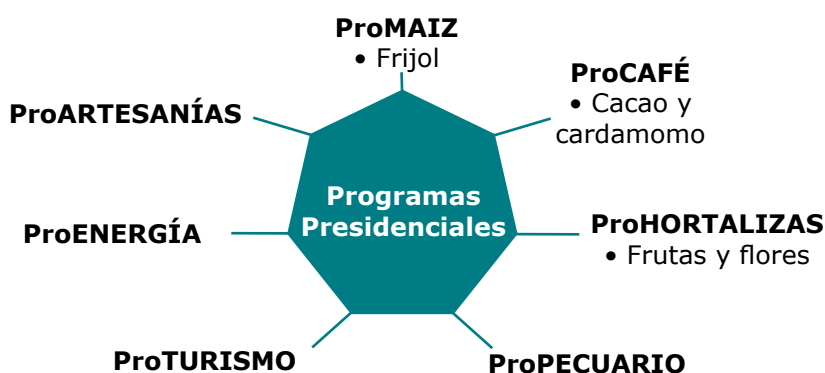 ProMAIZ
• Frijol
ProCAFÉ
• Cacao y
cardamomo
ProARTESANÍAS
Programas
Presidenciales
ProHORTALIZAS
• Frutas y flores
ProENERGÍA
ProTURISMO
ProPECUARIO